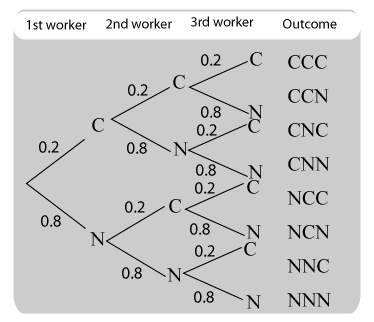 1st worker 2nd worker 3rd worker Outcome
0.2 C CCC
0.2 C
0.8 N CCN
C
0.2 C CNC
0.2 0.8 N
0.8 N CNN
0.2 C NCC
0.8 0.2 C
0.8 N NCN
N
0.2 C NNC
0.8 N
0.8 N NNN